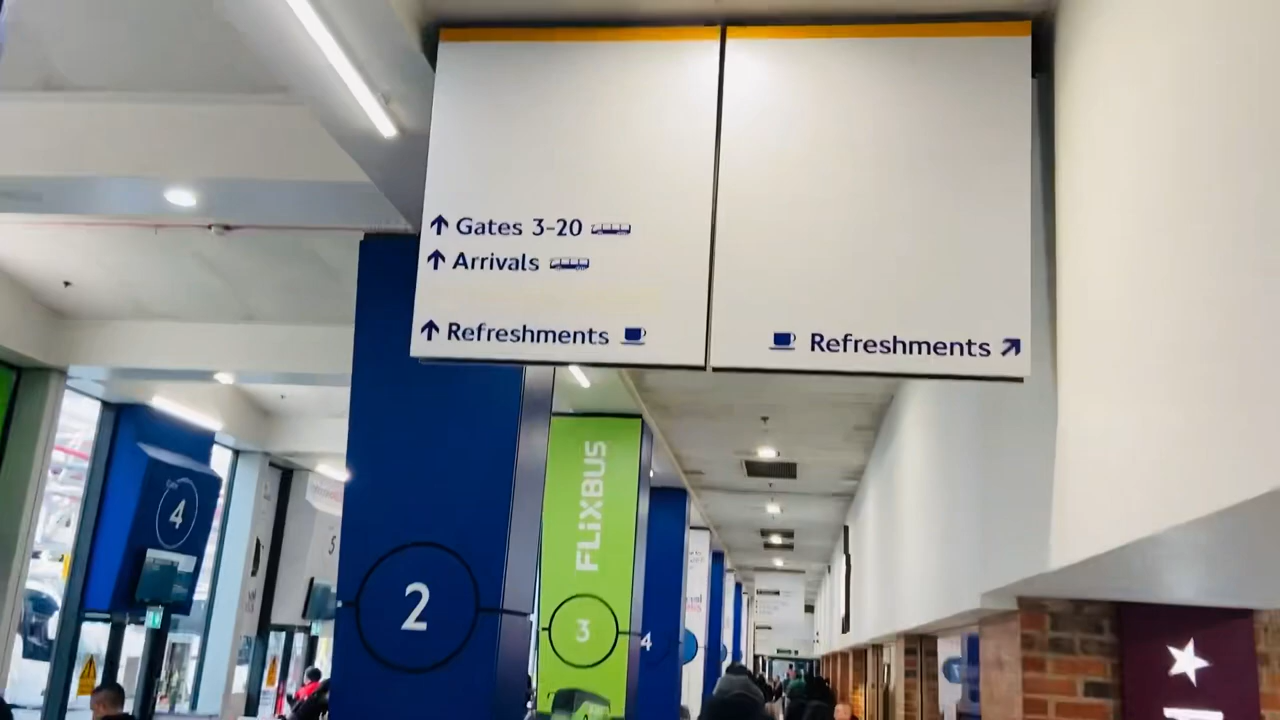 Gates 3-20
Arrivals
Refreshments
Refreshments
FLiXBUS
2
3
4
4
5